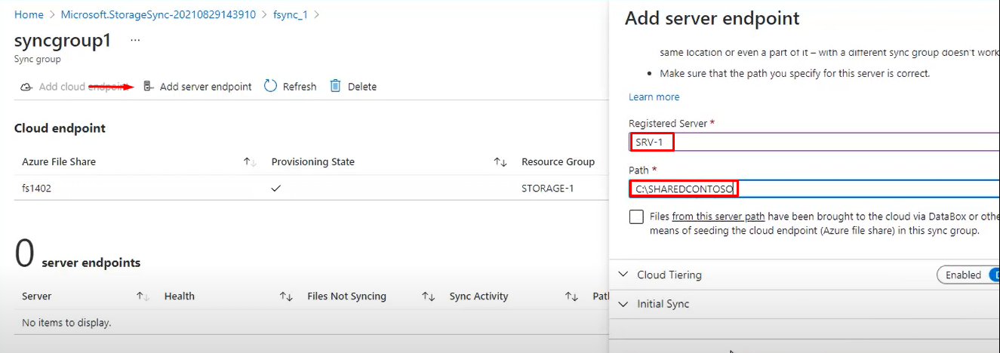 Home > Microsoft.StorageSync-20210829143910 > fsync_1 >
syncgroup1 ...
Sync group
Add cloud endpoint
Add server endpoint
Refresh
Delete
Cloud endpoint
Azure File Share
Provisioning State
Resource Group
fs1402
STORAGE-1
0 server endpoints
Server
Health
Files Not Syncing
Sync Activity
No items to display.
Add server endpoint
same location or even a part of it – with a different sync group doesn't work
• Make sure that the path you specify for this server is correct.
Learn more
Registered Server *
SRV-1
Path *
C:\SHAREDCONTOSO
Files from this server path have been brought to the cloud via DataBox or othe
means of seeding the cloud endpoint (Azure file share) in this sync group.
Cloud Tiering
Enabled
Initial Sync